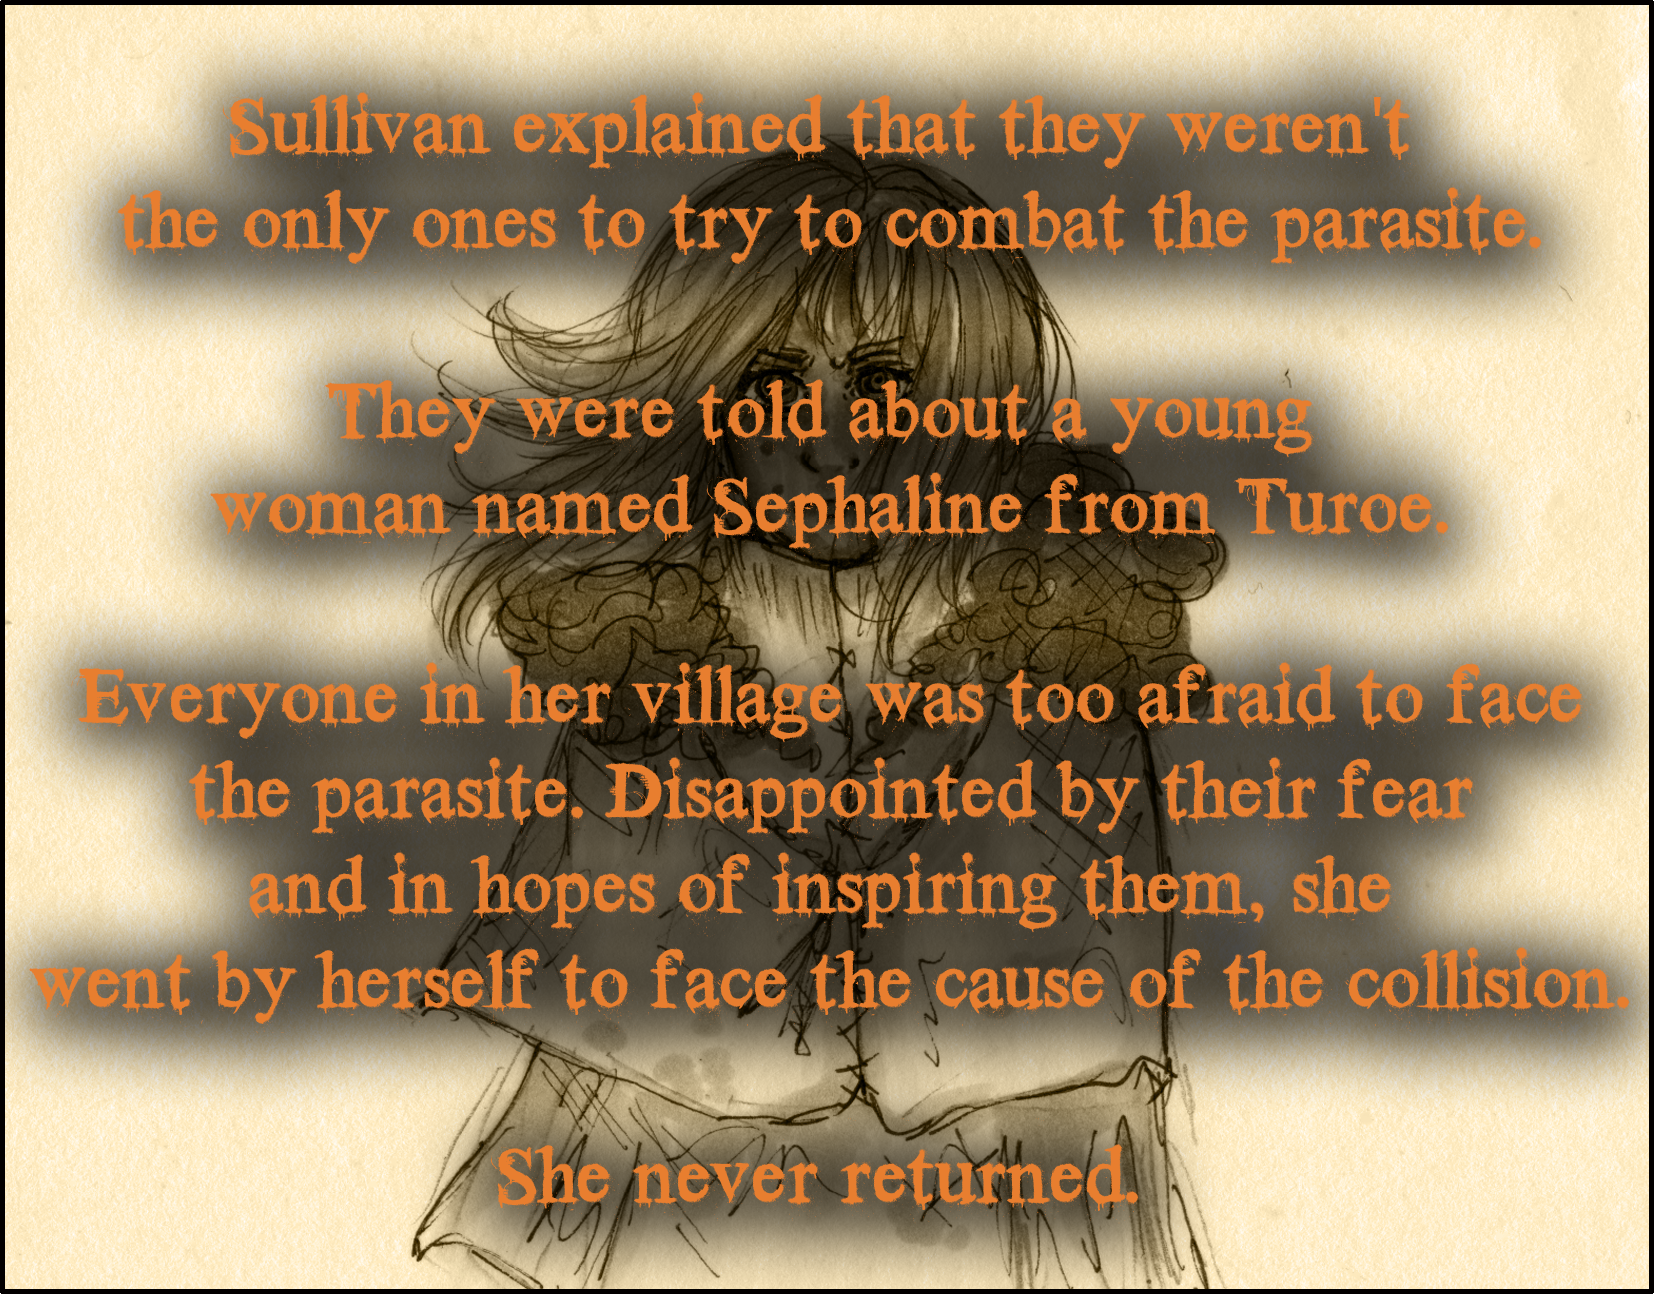 Sullivan explained that they weren't
the only ones to try to combat the parasite.
They were told about a young
woman named Sephaline from Turoe.
Everyone in her village was too afraid to face
the parasite. Disappointed by their fear
and in hopes of inspiring them, she
went by herself to face the cause of the collision.
She never returned.